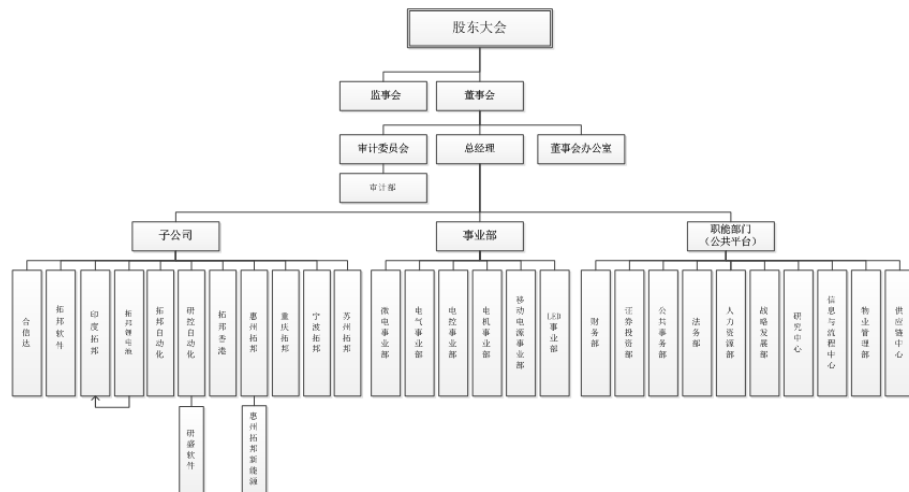 股东大会
监事会
董事会
审计委员会
总经理
董事会办公室
审计部
子公司
事业部
职能部门
（公共平台）
合信达
拓邦软件
印度拓邦
拓邦锂电池
拓邦自动化
研控自动化
拓邦香港
惠州拓邦
重庆拓邦
宁波拓邦
苏州拓邦
微电事业部
电气事业部
电控事业部
电机事业部
移动电源事业部
LED事业部
财务部
证券投资部
公共事务部
法务部
人力资源部
战略发展部
研究中心
信息与流程中心
物业管理部
供应链中心
研盛软件
惠州拓邦新能源